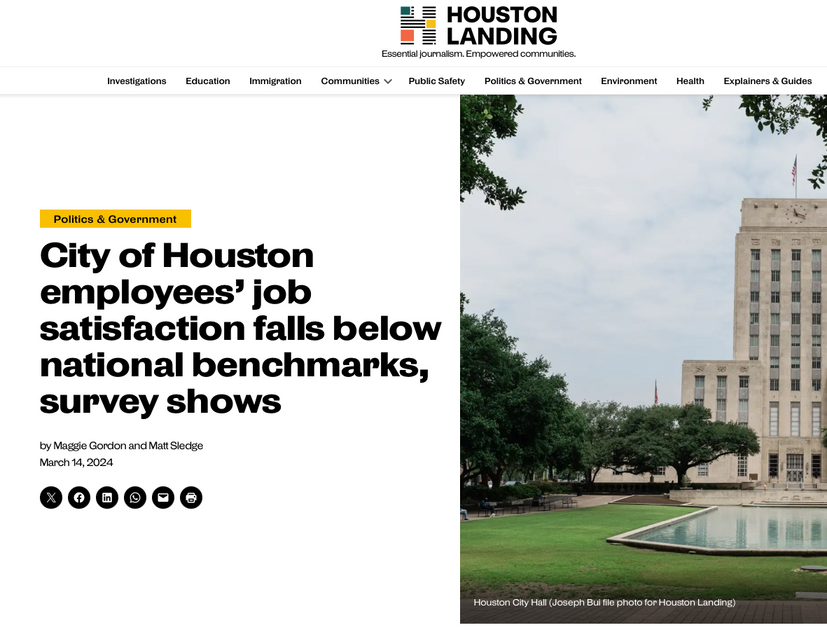 HOUSTON
LANDING
Essential journalism. Empowered communities.
Investigations Education Immigration Communities Public Safety Politics & Government Environment Health Explainers & Guides
Politics & Government
City of Houston
employees’ job
satisfaction falls below
national benchmarks,
survey shows
by Maggie Gordon and Matt Sledge
March 14, 2024
Houston City Hall (Joseph Bui file photo for Houston Landing)